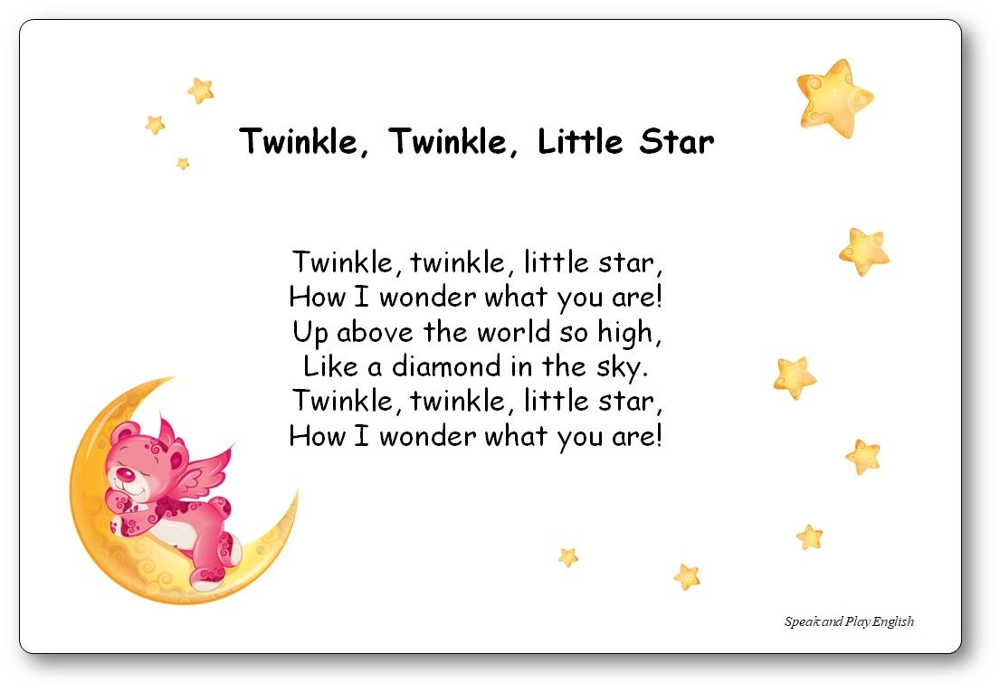 Twinkle, Twinkle, Little Star
Twinkle, twinkle, little star,
How I wonder what you are!
Up above the world so high,
Like a diamond in the sky.
Twinkle, twinkle, little star,
How I wonder what you are!
Speak and Play English